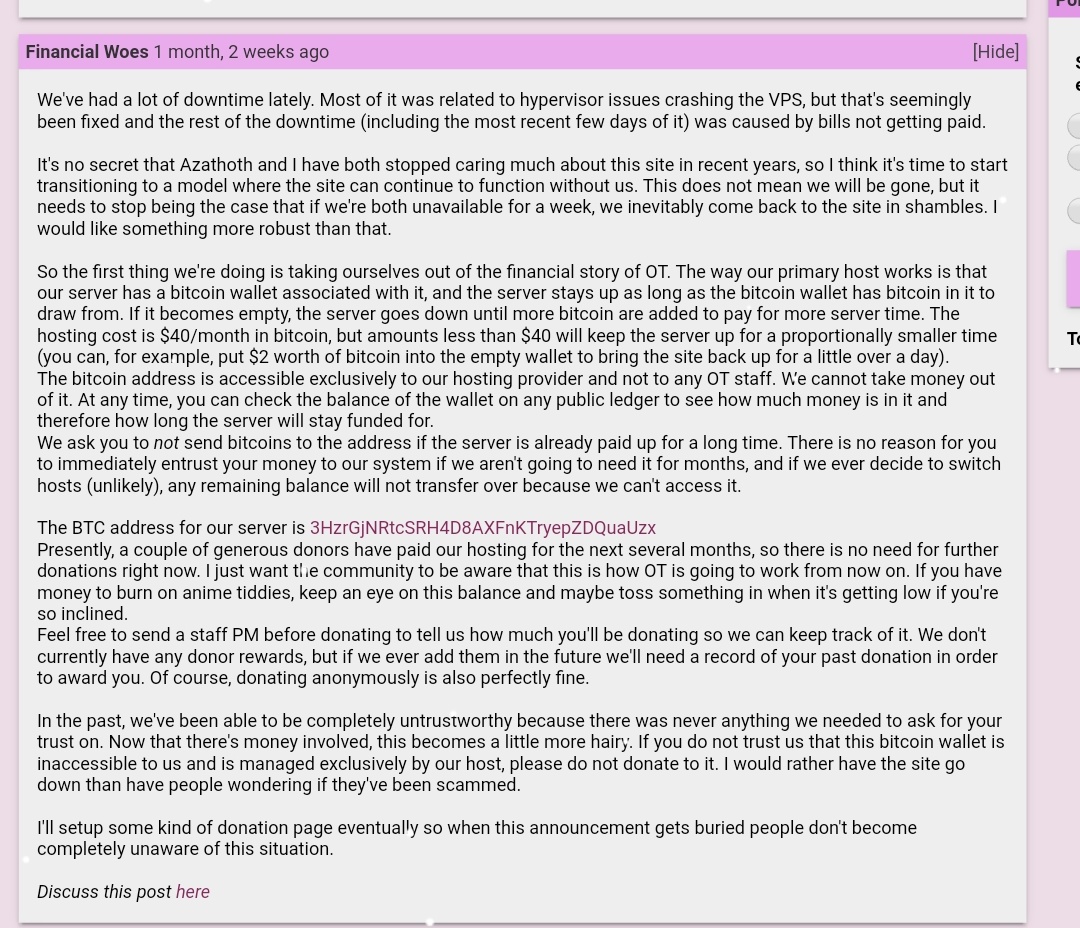 Financial Woes 1 month, 2 weeks ago
[Hide]
We've had a lot of downtime lately. Most of it was related to hypervisor issues crashing the VPS, but that's seemingly
been fixed and the rest of the downtime (including the most recent few days of it) was caused by bills not getting paid.
It's no secret that Azathoth and I have both stopped caring much about this site in recent years, so I think it's time to start
transitioning to a model where the site can continue to function without us. This does not mean we will be gone, but it
needs to stop being the case that if we're both unavailable for a week, we inevitably come back to the site in shambles. I
would like something more robust than that.
So the first thing we're doing is taking ourselves out of the financial story of OT. The way our primary host works is that
our server has a bitcoin wallet associated with it, and the server stays up as long as the bitcoin wallet has bitcoin in it to
draw from. If it becomes empty, the server goes down until more bitcoin are added to pay for more server time. The
hosting cost is $40/month in bitcoin, but amounts less than $40 will keep the server up for a proportionally smaller time
(you can, for example, put $2 worth of bitcoin into the empty wallet to bring the site back up for a little over a day).
The bitcoin address is accessible exclusively to our hosting provider and not to any OT staff. We cannot take money out
of it. At any time, you can check the balance of the wallet on any public ledger to see how much money is in it and
therefore how long the server will stay funded for.
We ask you to not send bitcoins to the address if the server is already paid up for a long time. There is no reason for you
to immediately entrust your money to our system if we aren't going to need it for months, and if we ever decide to switch
hosts (unlikely), any remaining balance will not transfer over because we can't access it.
The BTC address for our server is 3HzrGjNRtcSRH4D8AXFnKTryepZDQuaUzx
Presently, a couple of generous donors have paid our hosting for the next several months, so there is no need for further
donations right now. I just want the community to be aware that this is how OT is going to work from now on. If you have
money to burn on anime tiddies, keep an eye on this balance and maybe toss something in when it's getting low if you're
so inclined.
Feel free to send a staff PM before donating to tell us how much you'll be donating so we can keep track of it. We don't
currently have any donor rewards, but if we ever add them in the future we'll need a record of your past donation in order
to award you. Of course, donating anonymously is also perfectly fine.
In the past, we've been able to be completely untrustworthy because there was never anything we needed to ask for your
trust on. Now that there's money involved, this becomes a little more hairy. If you do not trust us that this bitcoin wallet is
inaccessible to us and is managed exclusively by our host, please do not donate to it. I would rather have the site go
down than have people wondering if they've been scammed.
I'll setup some kind of donation page eventually so when this announcement gets buried people don't become
completely unaware of this situation.
Discuss this post here